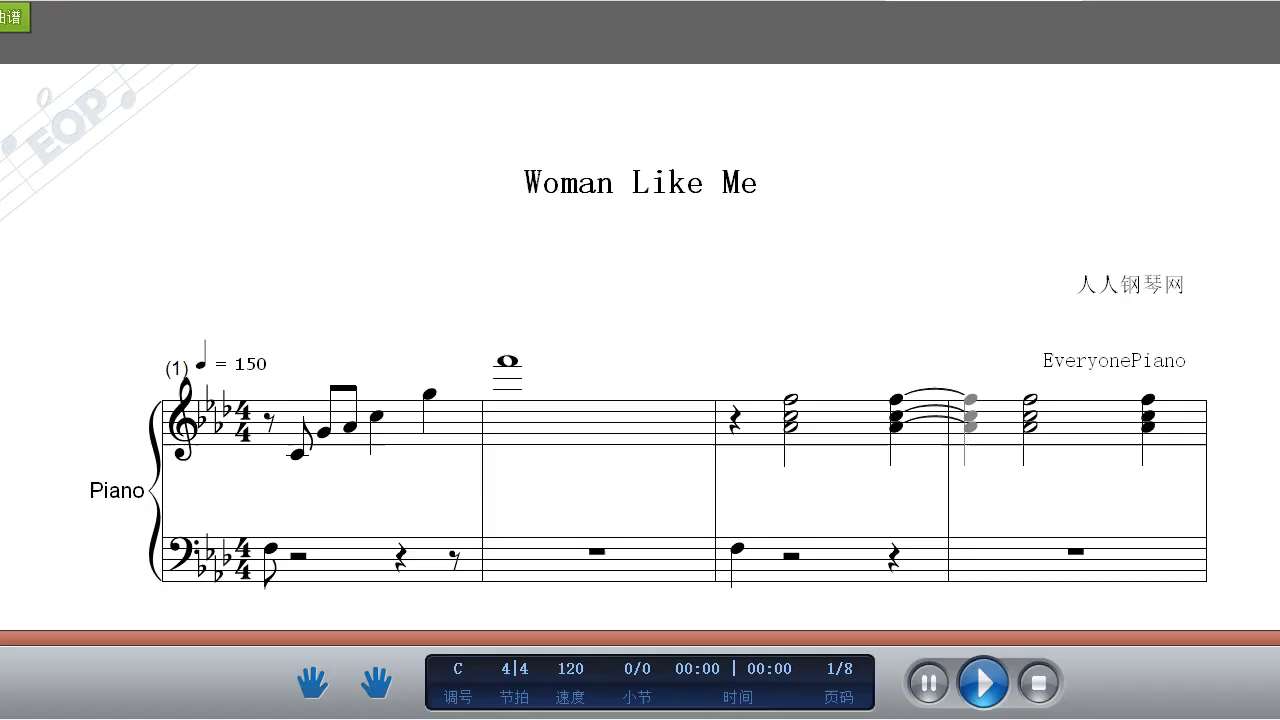 曲谱
EOP
Woman Like Me
人人钢琴网
(1) = 150
EveryonePiano
4
4
Piano
4
4
C 4|4 120 0/0 00:00 | 00:00 1/8
调号 节拍 速度 小节 时间 页码